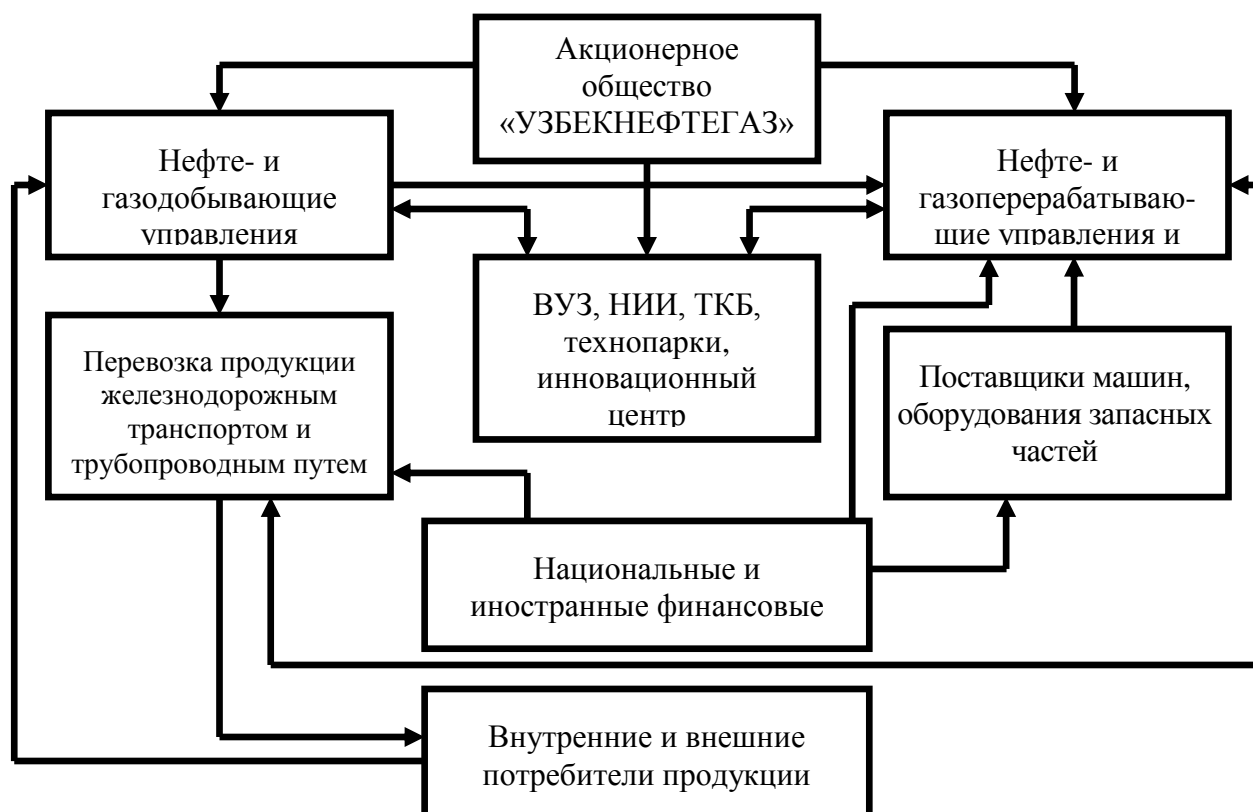 Акционерное
общество
«УЗБЕКНЕФТЕГАЗ»
Нефте- и
газодобывающие
управления
Нефте- и
газоперерабатываю-
щие управления и
ВУЗ, НИИ, ТКБ,
технопарки,
инновационный
центр
Перевозка продукции
железнодорожным
транспортом и
трубопроводным путем
Поставщики машин,
оборудования запасных
частей
Национальные и
иностранные финансовые
Внутренние и внешние
потребители продукции